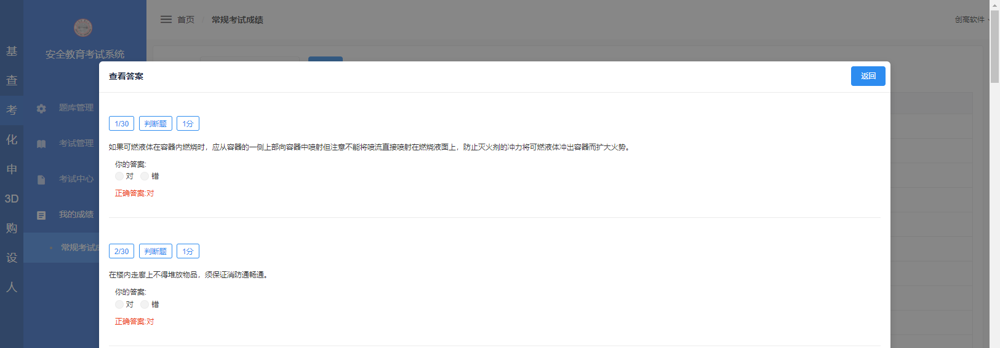 基
查
考
化
申
3D
购
设
人
安全教育考试系统
题库管理
考试管理
考试中心
我的成绩
常规考试成
首页 / 常规考试成绩
创高软件
查看答案
返回
1/30 判断题 1分
如果可燃液体在容器内燃烧时，应从容器的一侧上部向容器中喷射但注意不能将喷流直接喷射在燃烧液面上，防止灭火剂的冲力将可燃液体冲出容器而扩大火势。
你的答案:
对 错
正确答案:对
2/30 判断题 1分
在楼内走廊上不得堆放物品，须保证消防通畅通。
你的答案:
对 错
正确答案:对